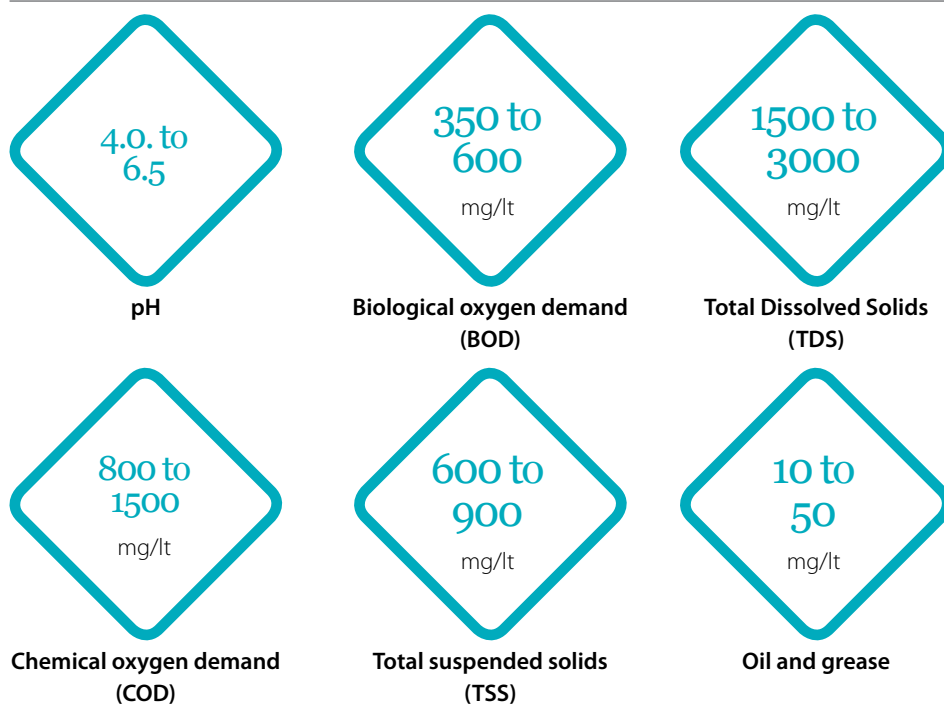 4.0. to
6.5
pH
350 to
600
mg/lt
Biological oxygen demand
(BOD)
1500 to
3000
mg/lt
Total Dissolved Solids
(TDS)
800 to
1500
mg/lt
Chemical oxygen demand
(COD)
600 to
900
mg/lt
Total suspended solids
(TSS)
10 to
50
mg/lt
Oil and grease